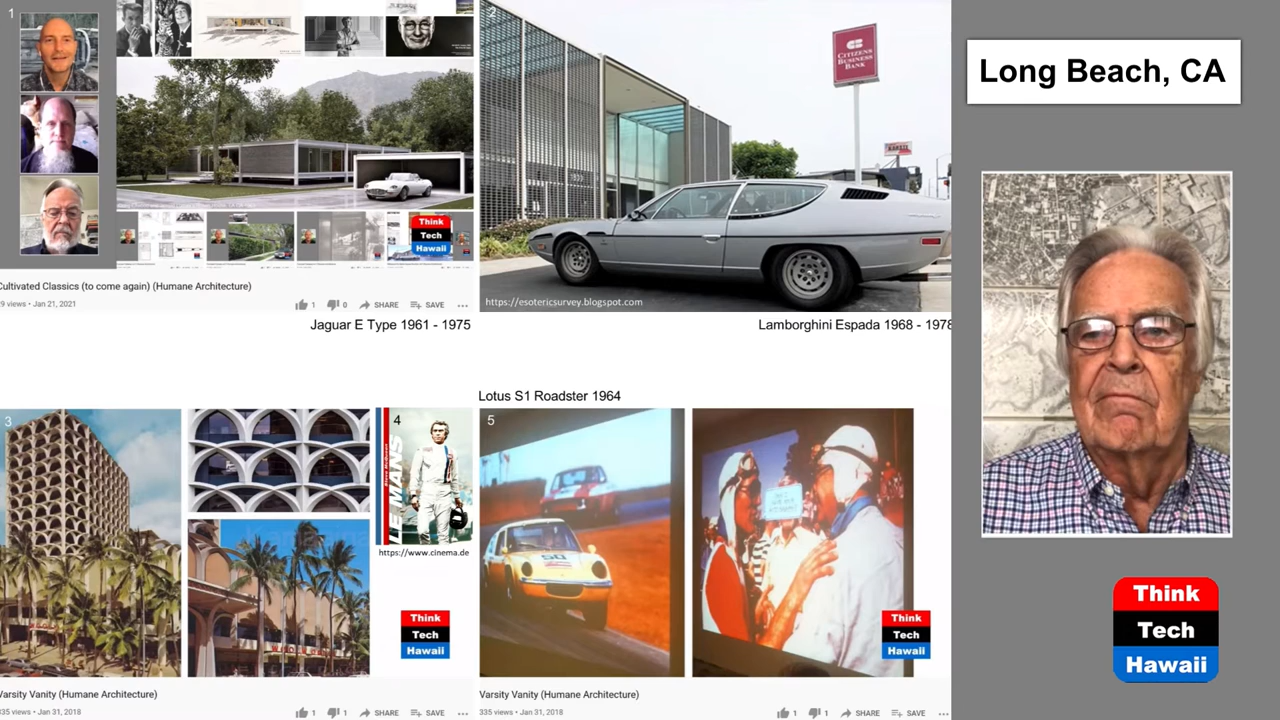 1
Think
Tech
Hawaii
Cultivated Classics (to come again) (Humane Architecture)
9 views • Jan 21, 2021
1
0
SHARE
SAVE
Jaguar E Type 1961 - 1975
2
CB
CITIZENS
BUSINESS
BANK
KARATE
https://esotericsurvey.blogspot.com
Lamborghini Espada 1968 - 1978
Long Beach, CA
Lotus S1 Roadster 1964
3
4
LE MANS
https://www.cinema.de
Think
Tech
Hawaii
Varsity Vanity (Humane Architecture)
335 views • Jan 31, 2018
1
1
SHARE
SAVE
5
50
Think
Tech
Hawaii
Varsity Vanity (Humane Architecture)
335 views • Jan 31, 2018
1
1
SHARE
SAVE
Think
Tech
Hawaii